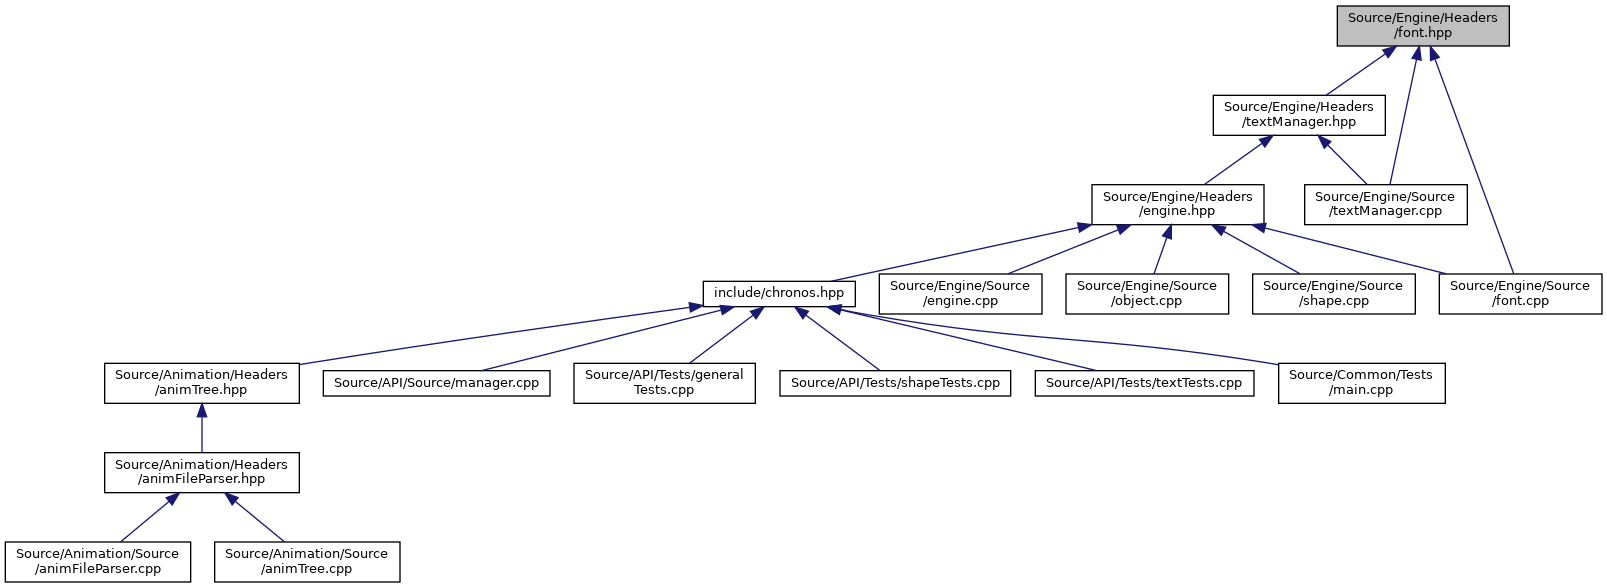 Source/Engine/Headers
/font.hpp
Source/Engine/Headers
/textManager.hpp
Source/Engine/Headers
/engine.hpp
Source/Engine/Source
/textManager.cpp
include/chronos.hpp
Source/Engine/Source
/engine.cpp
Source/Engine/Source
/object.cpp
Source/Engine/Source
/shape.cpp
Source/Engine/Source
/font.cpp
Source/Animation/Headers
/animTree.hpp
Source/API/Source/manager.cpp
Source/API/Tests/general
Tests.cpp
Source/API/Tests/shapeTests.cpp
Source/API/Tests/textTests.cpp
Source/Common/Tests
/main.cpp
Source/Animation/Headers
/animFileParser.hpp
Source/Animation/Source
/animFileParser.cpp
Source/Animation/Source
/animTree.cpp